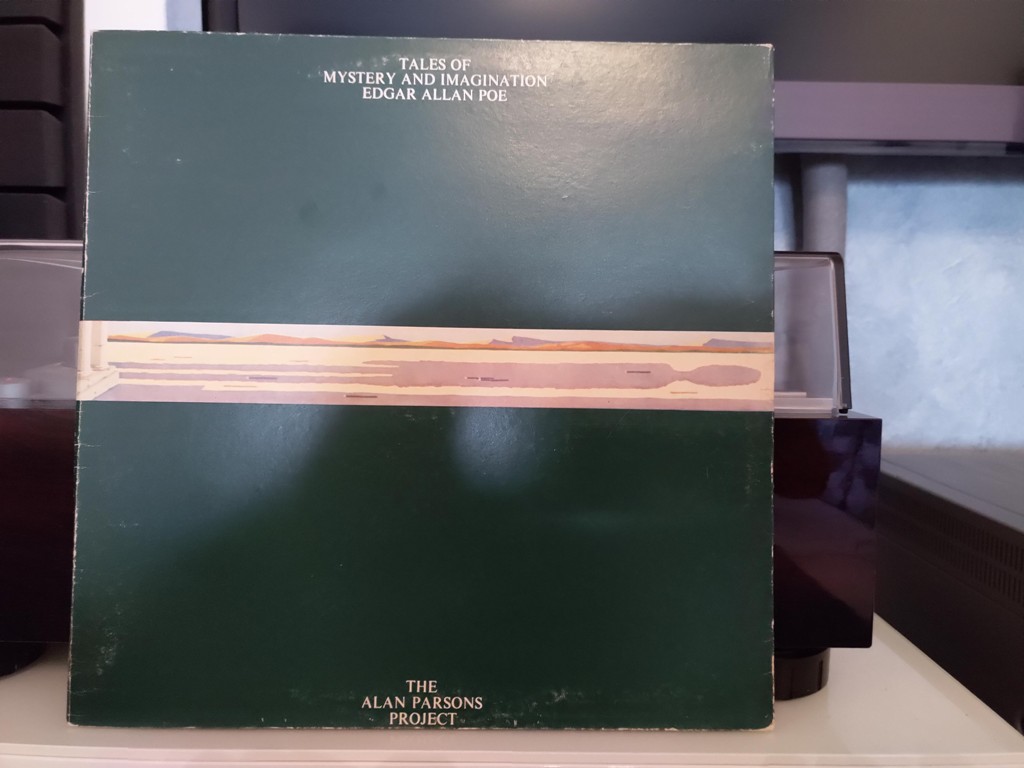 TALES OF
MYSTERY AND IMAGINATION
EDGAR ALLAN POE
THE
ALAN PARSONS
PROJECT